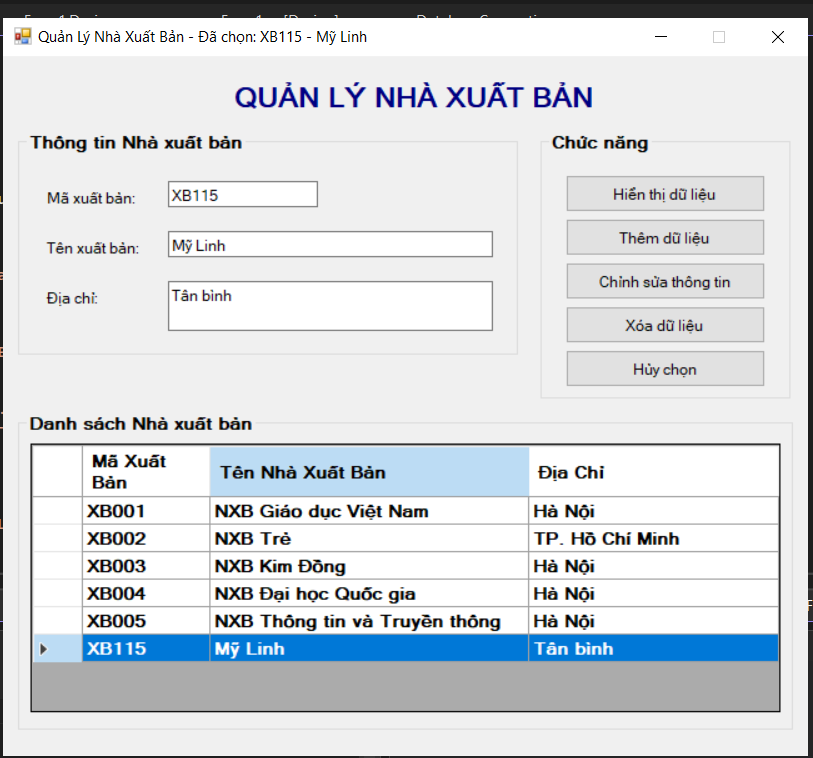 Quản Lý Nhà Xuất Bản - Đã chọn: XB115 - Mỹ Linh
QUẢN LÝ NHÀ XUẤT BẢN
Thông tin Nhà xuất bản
Mã xuất bản: XB115
Tên xuất bản: Mỹ Linh
Địa chỉ: Tân bình
Chức năng
Hiển thị dữ liệu
Thêm dữ liệu
Chỉnh sửa thông tin
Xóa dữ liệu
Hủy chọn
Danh sách Nhà xuất bản
Mã Xuất Bản Tên Nhà Xuất Bản Địa Chỉ
XB001 NXB Giáo dục Việt Nam Hà Nội
XB002 NXB Trẻ TP. Hồ Chí Minh
XB003 NXB Kim Đồng Hà Nội
XB004 NXB Đại học Quốc gia Hà Nội
XB005 NXB Thông tin và Truyền thông Hà Nội
XB115 Mỹ Linh Tân bình